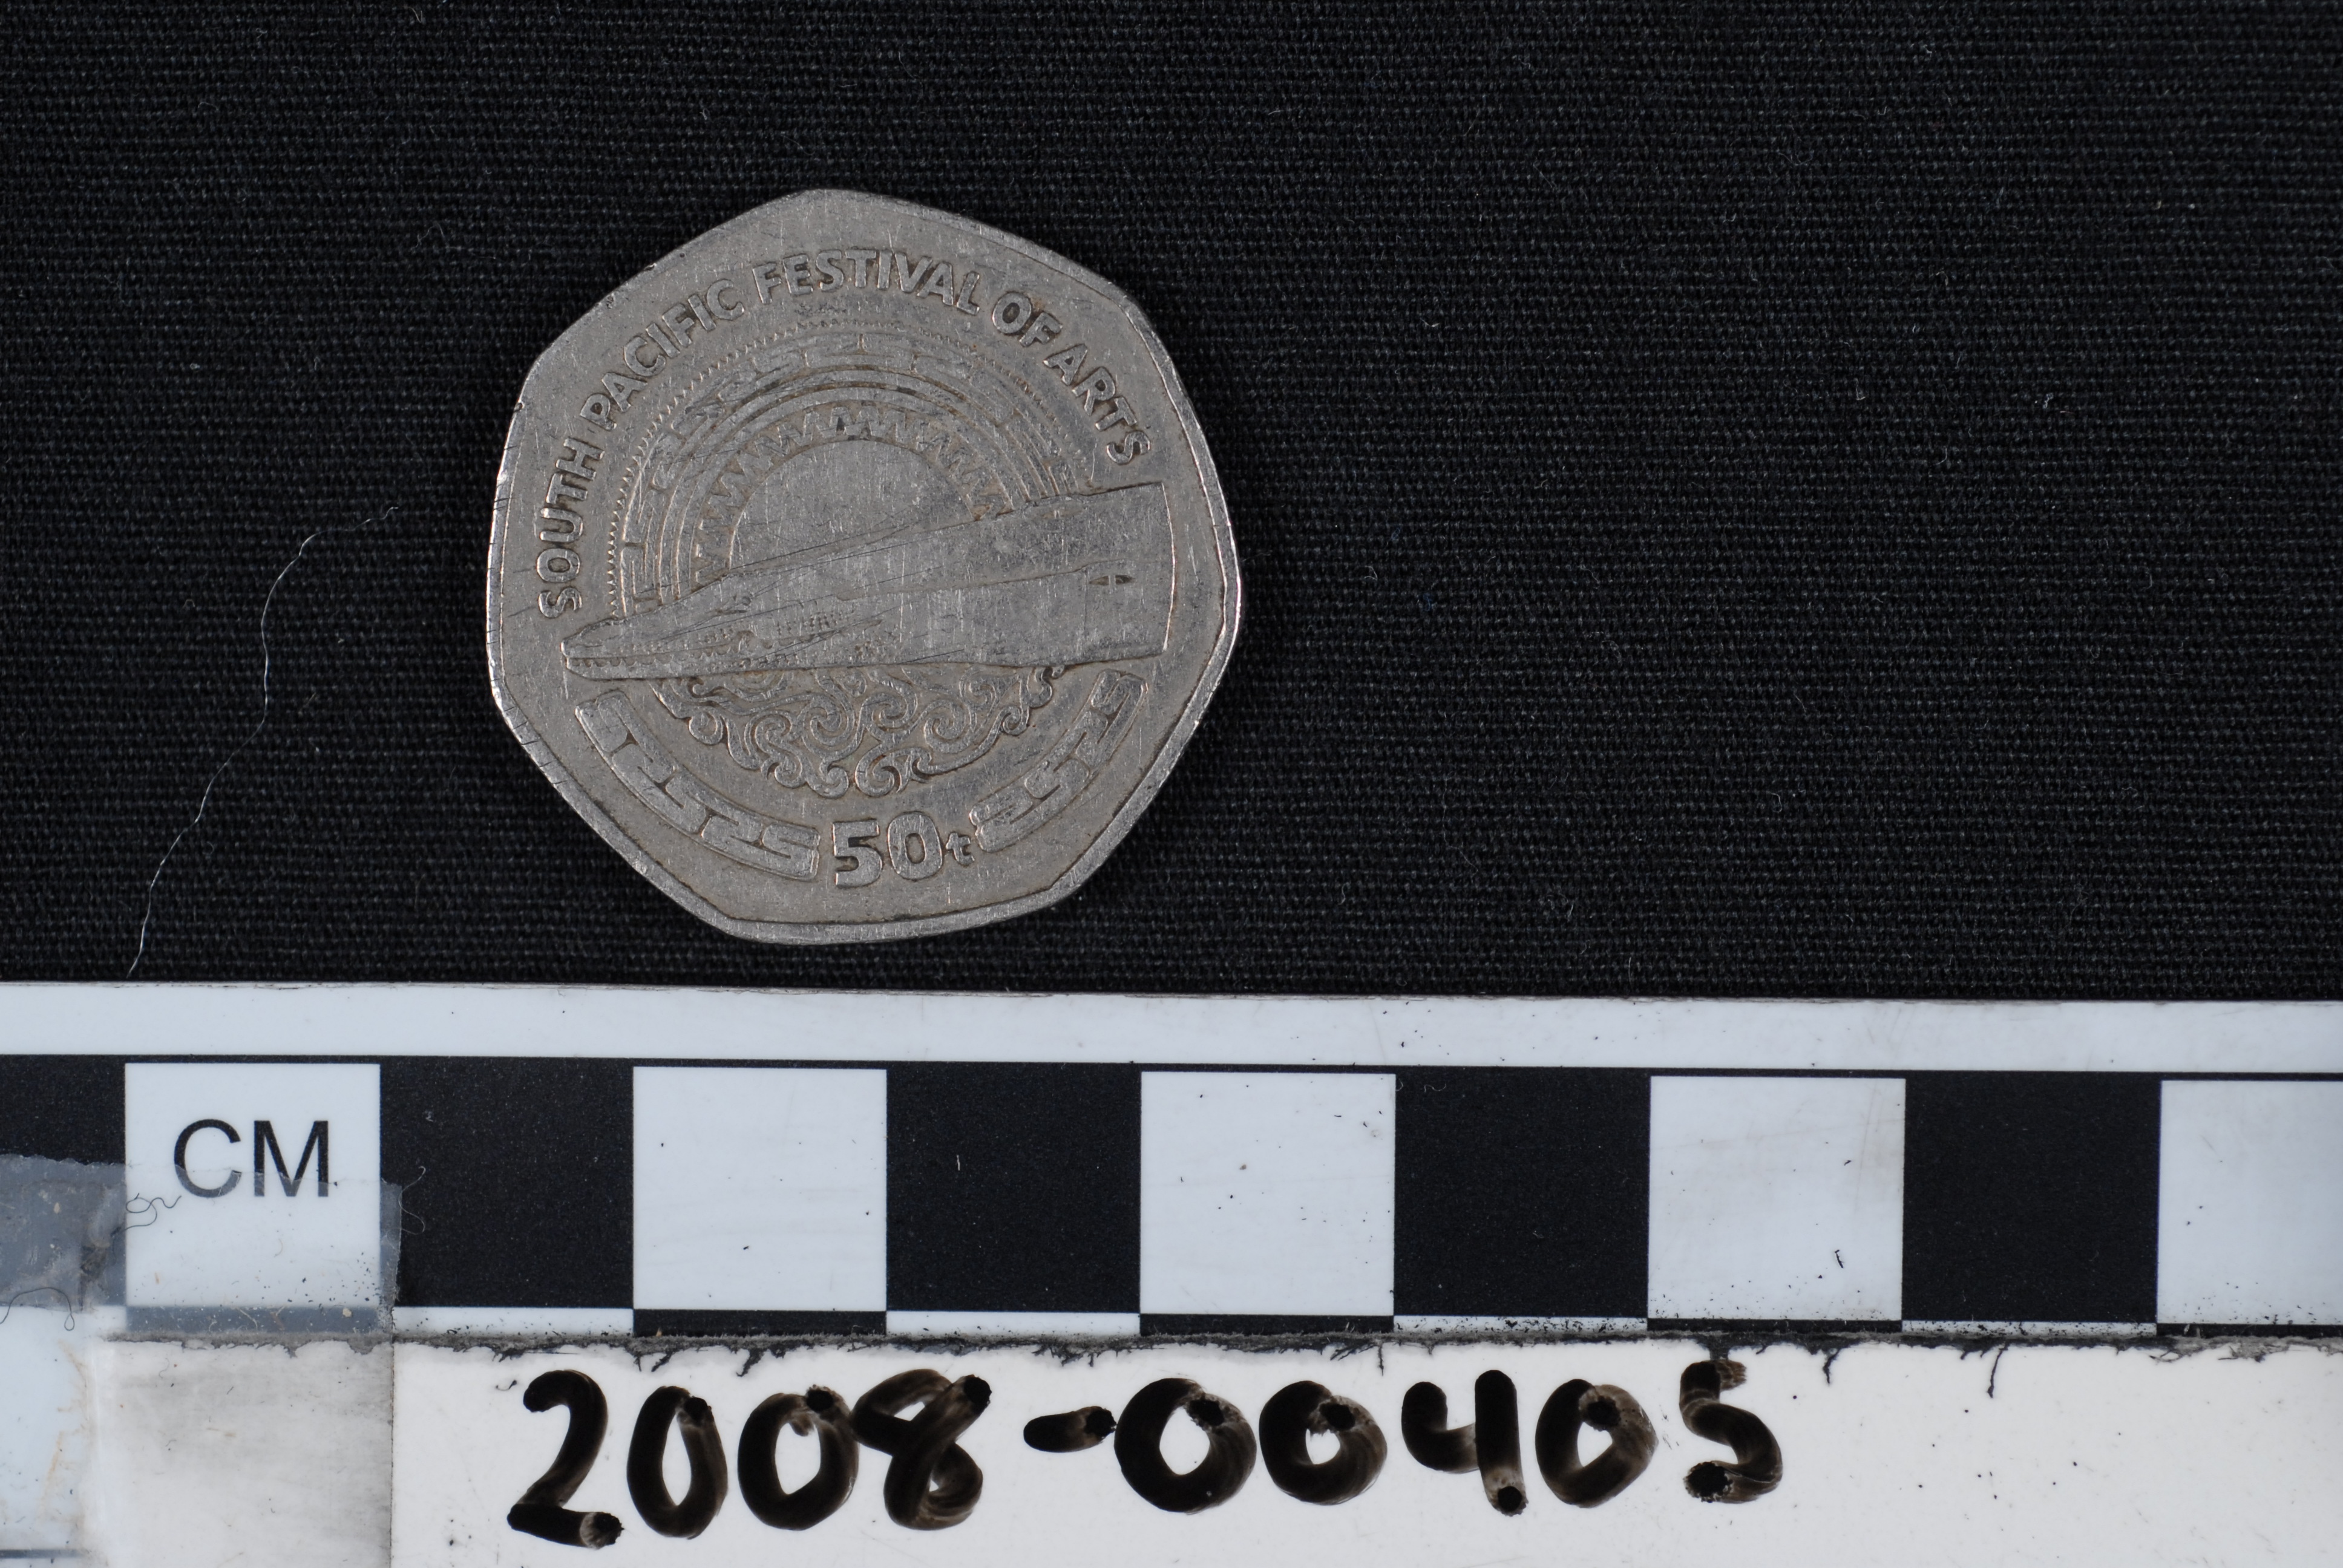 SOUTH PACIFIC FESTIVAL OF ARTS
50t
CM
2008-00405